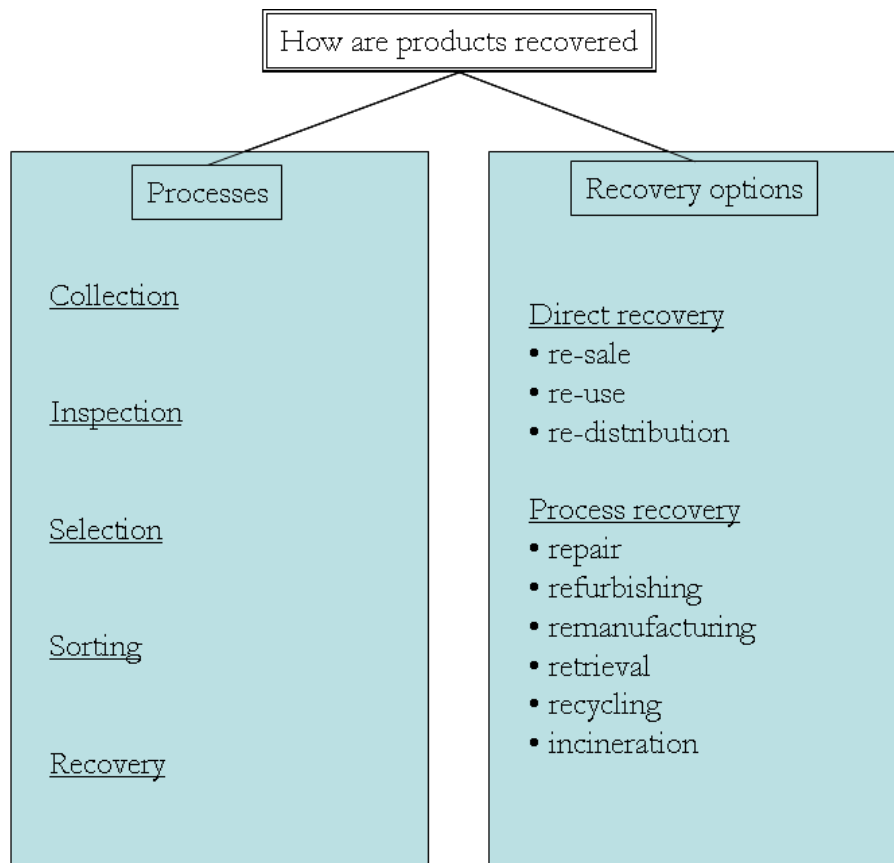 How are products recovered
Processes
Collection
Inspection
Selection
Sorting
Recovery
Recovery options
Direct recovery
• re-sale
• re-use
• re-distribution
Process recovery
• repair
• refurbishing
• remanufacturing
• retrieval
• recycling
• incineration